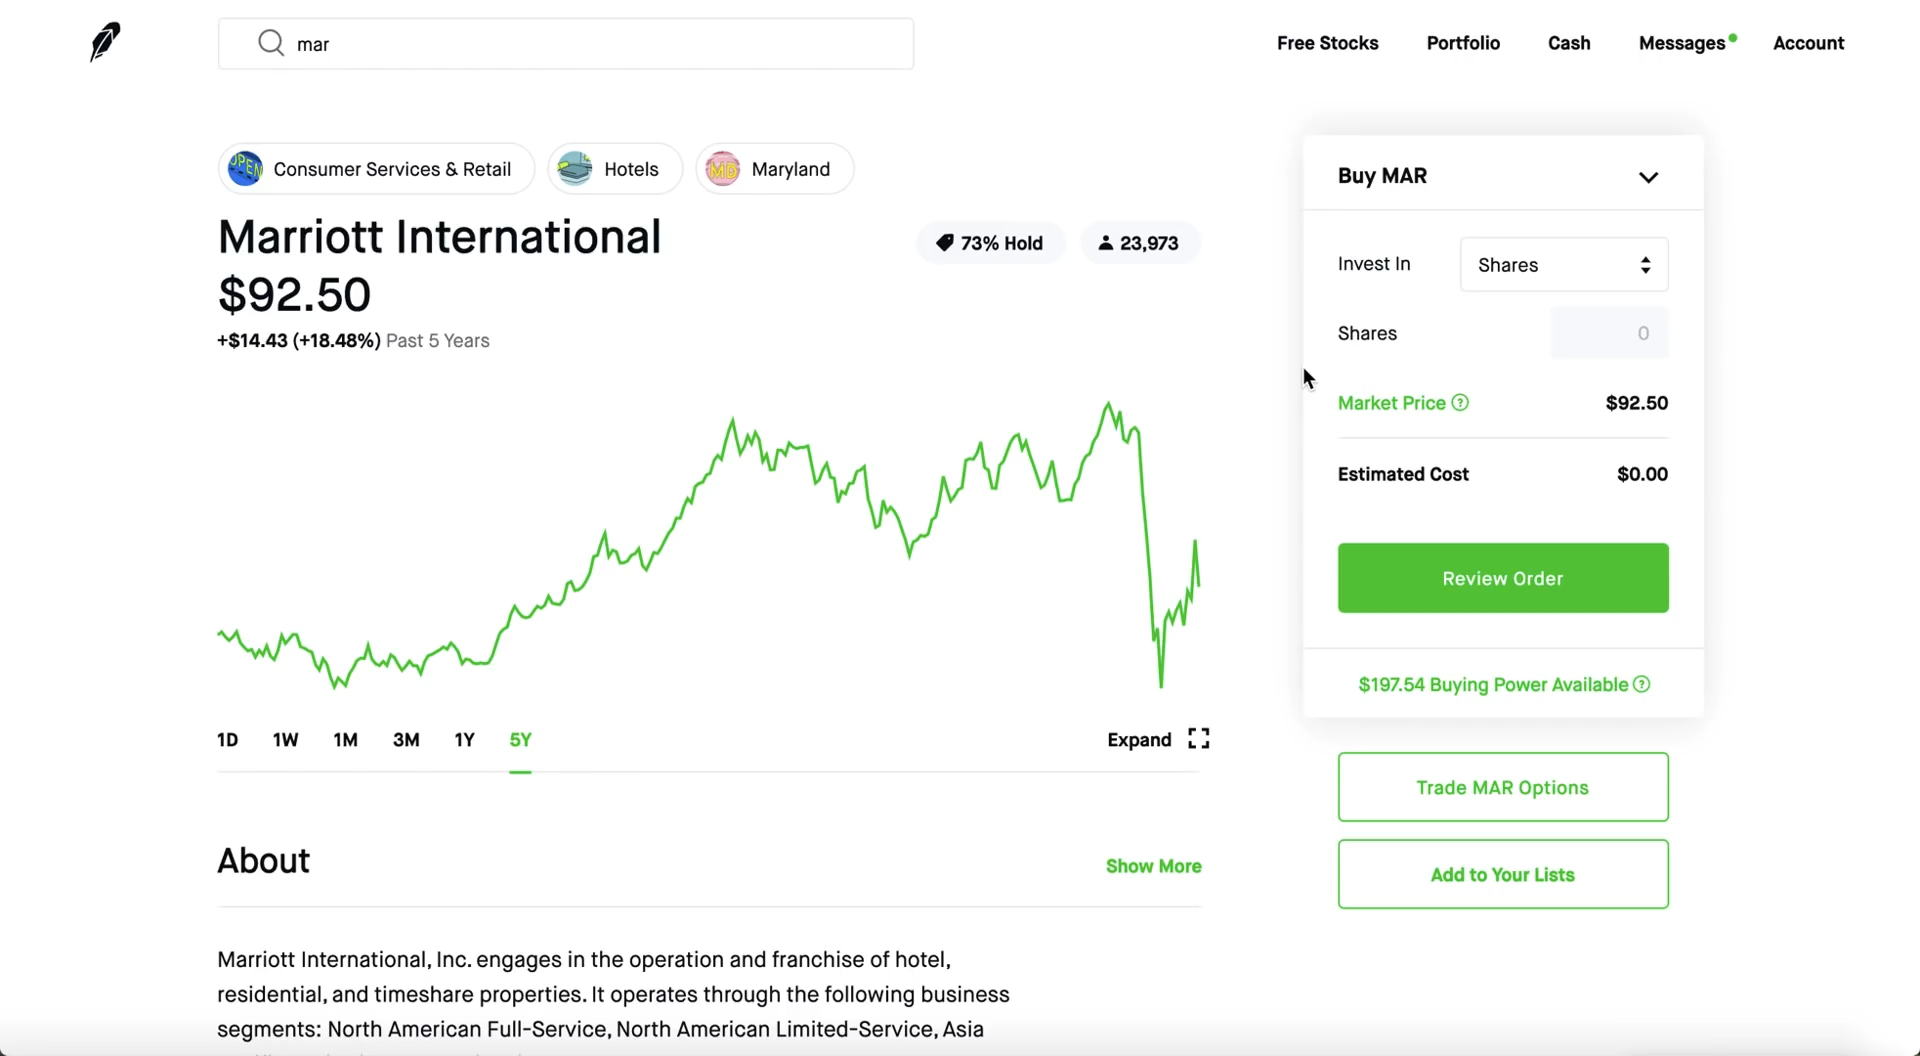 mar
Free Stocks
Portfolio
Cash
Messages
Account
OPEN
Consumer Services & Retail
Hotels
MD
Maryland
Marriott International
$92.50
+$14.43 (+18.48%) Past 5 Years
73% Hold
23,973
1D
1W
1M
3M
1Y
5Y
Expand
About
Show More
Marriott International, Inc. engages in the operation and franchise of hotel,
residential, and timeshare properties. It operates through the following business
segments: North American Full-Service, North American Limited-Service, Asia
Buy MAR
Invest In
Shares
Shares
0
Market Price ?
$92.50
Estimated Cost
$0.00
Review Order
$197.54 Buying Power Available ?
Trade MAR Options
Add to Your Lists